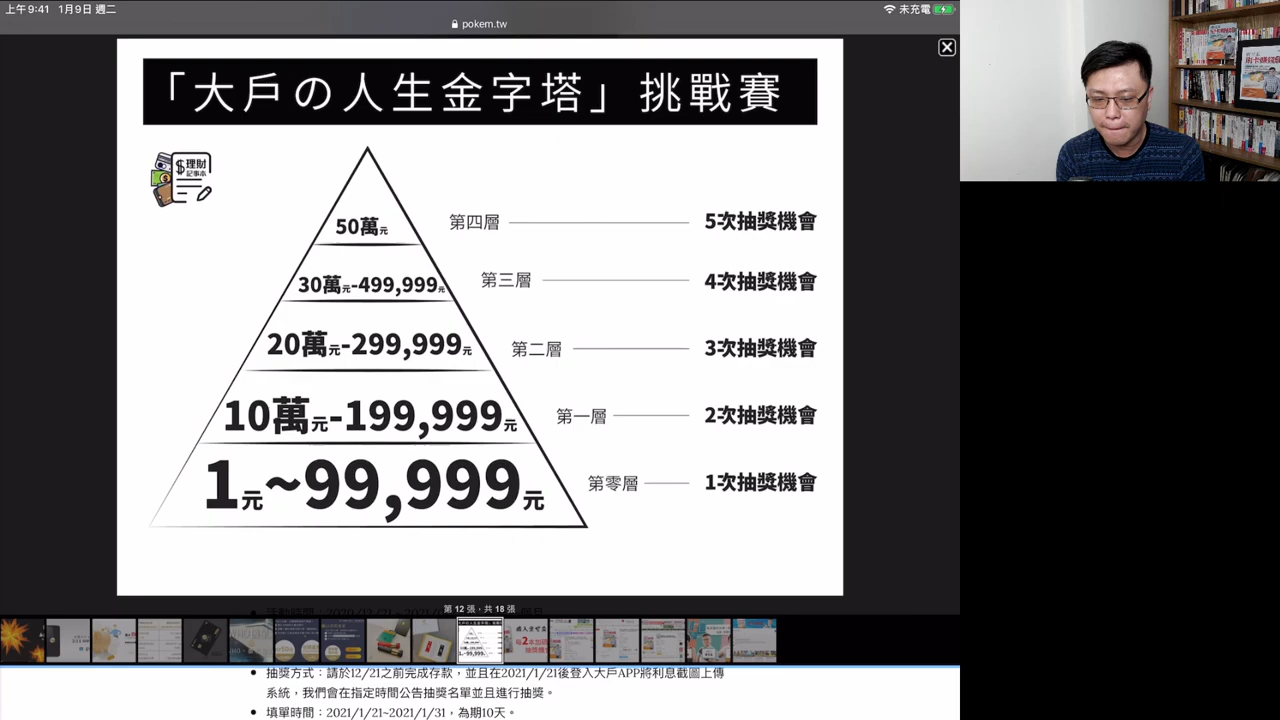 上午9:41 1月9日 週二
未充電
pokem.tw
「大戶の人生金字塔」挑戰賽
$理財
記事本
50萬元 第四層 5次抽獎機會
30萬元-499,999元 第三層 4次抽獎機會
20萬元-299,999元 第二層 3次抽獎機會
10萬元-199,999元 第一層 2次抽獎機會
1元~99,999元 第零層 1次抽獎機會
第 12 張，共 18 張
抽獎方式：請於12/21之前完成存款，並且在2021/1/21後登入大戶APP將利息截圖上傳
系統，我們會在指定時間公告抽獎名單並且進行抽獎。
填單時間：2021/1/21~2021/1/31，為期10天。